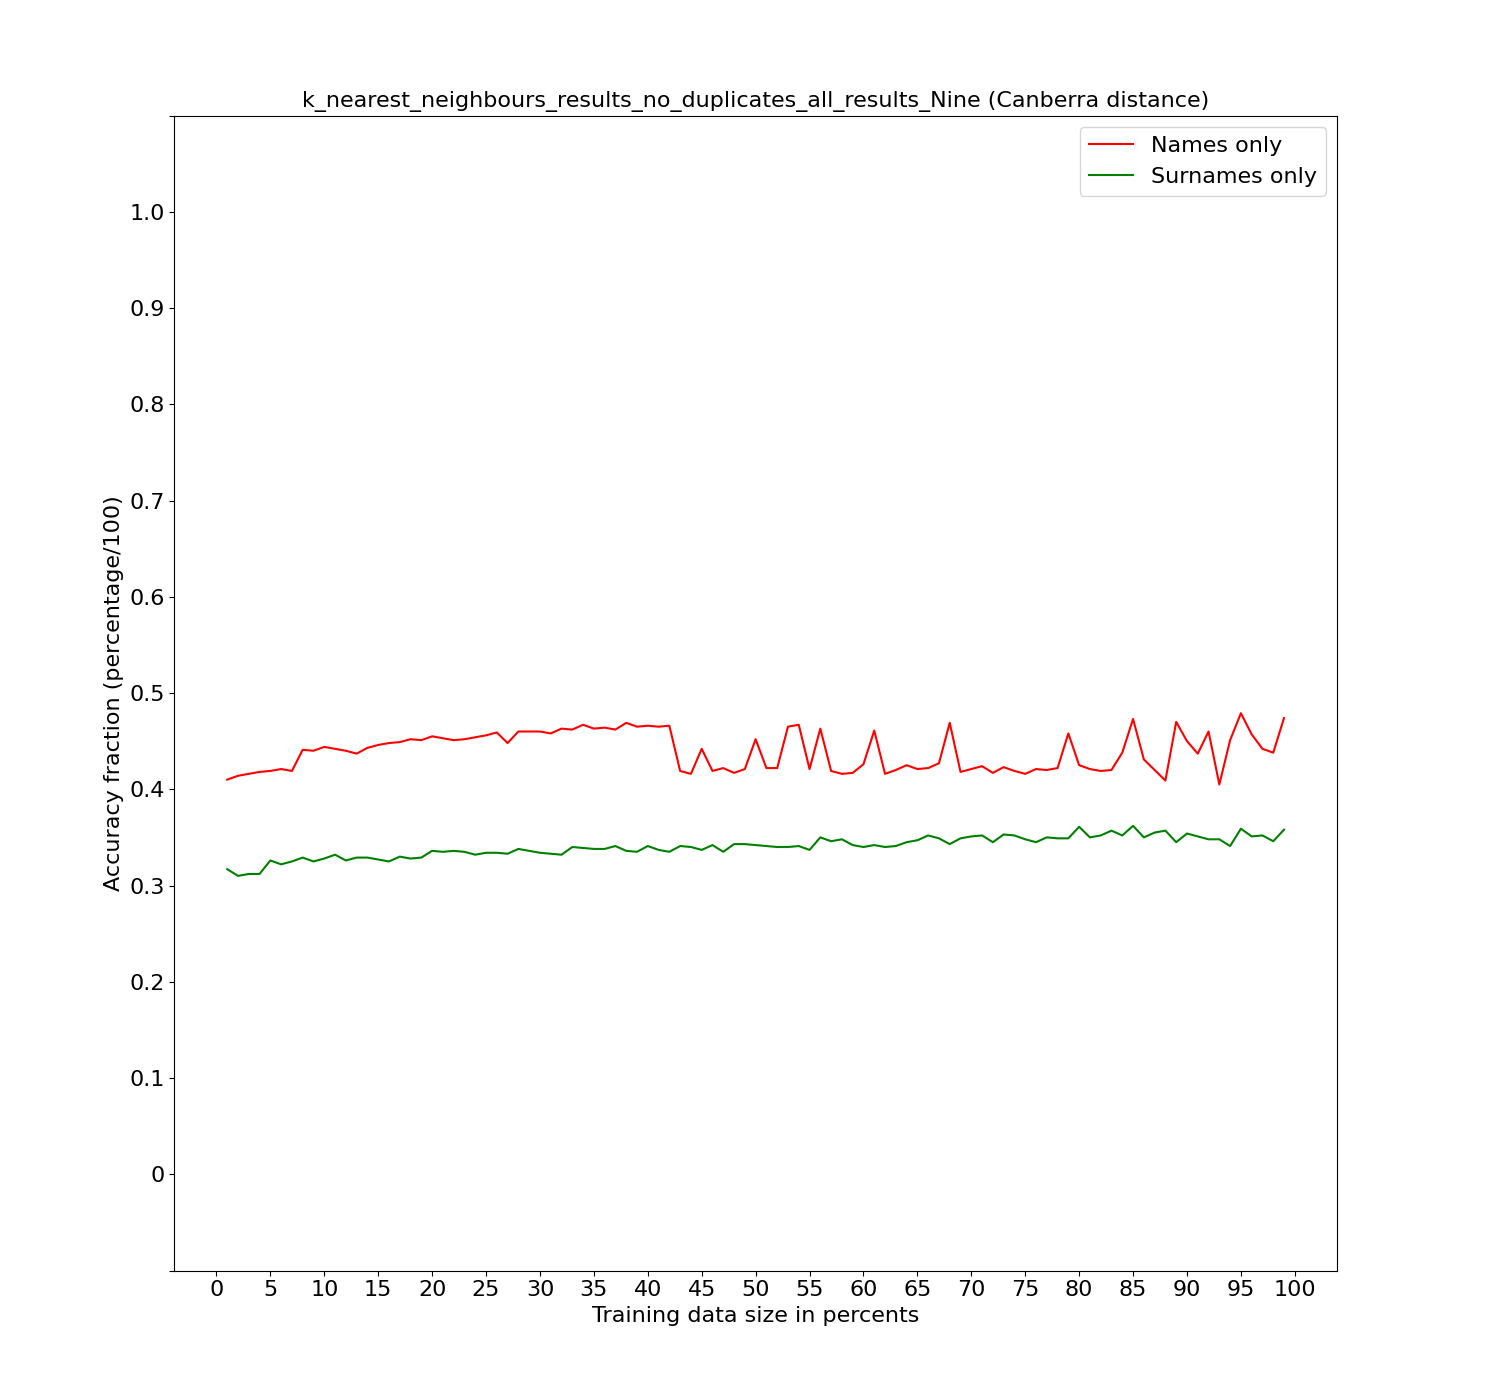 k_nearest_neighbours_results_no_duplicates_all_results_Nine (Canberra distance)
Names only
Surnames only
1.0
0.9
0.8
0.7
0.6
0.5
0.4
0.3
0.2
0.1
0
Accuracy fraction (percentage/100)
0 5 10 15 20 25 30 35 40 45 50 55 60 65 70 75 80 85 90 95 100
Training data size in percents